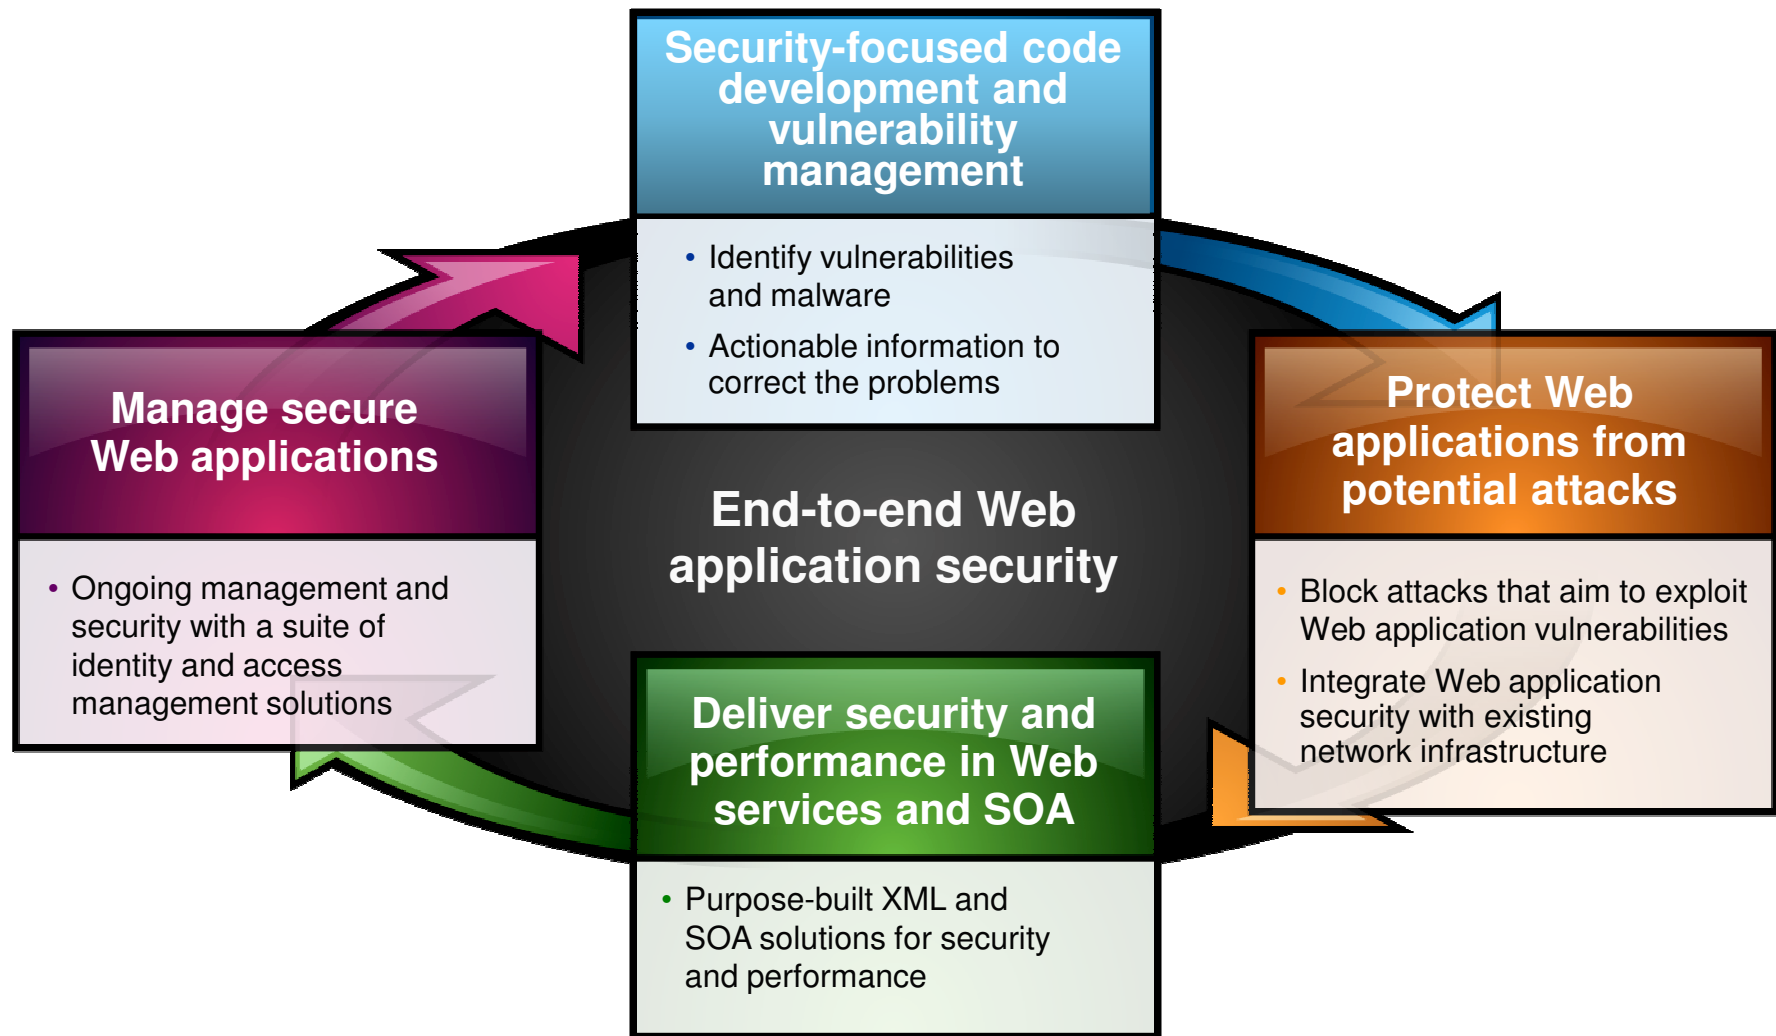 Security-focused code
development and
vulnerability
management
• Identify vulnerabilities
and malware
• Actionable information to
correct the problems
Manage secure
Web applications
• Ongoing management and
security with a suite of
identity and access
management solutions
End-to-end Web
application security
Protect Web
applications from
potential attacks
• Block attacks that aim to exploit
Web application vulnerabilities
• Integrate Web application
security with existing
network infrastructure
Deliver security and
performance in Web
services and SOA
• Purpose-built XML and
SOA solutions for security
and performance